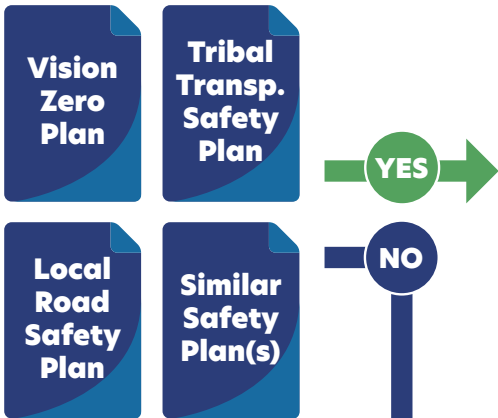 Vision
Zero
Plan
Tribal
Transp.
Safety
Plan
YES
Local
Road
Safety
Plan
Similar
Safety
Plan(s)
NO